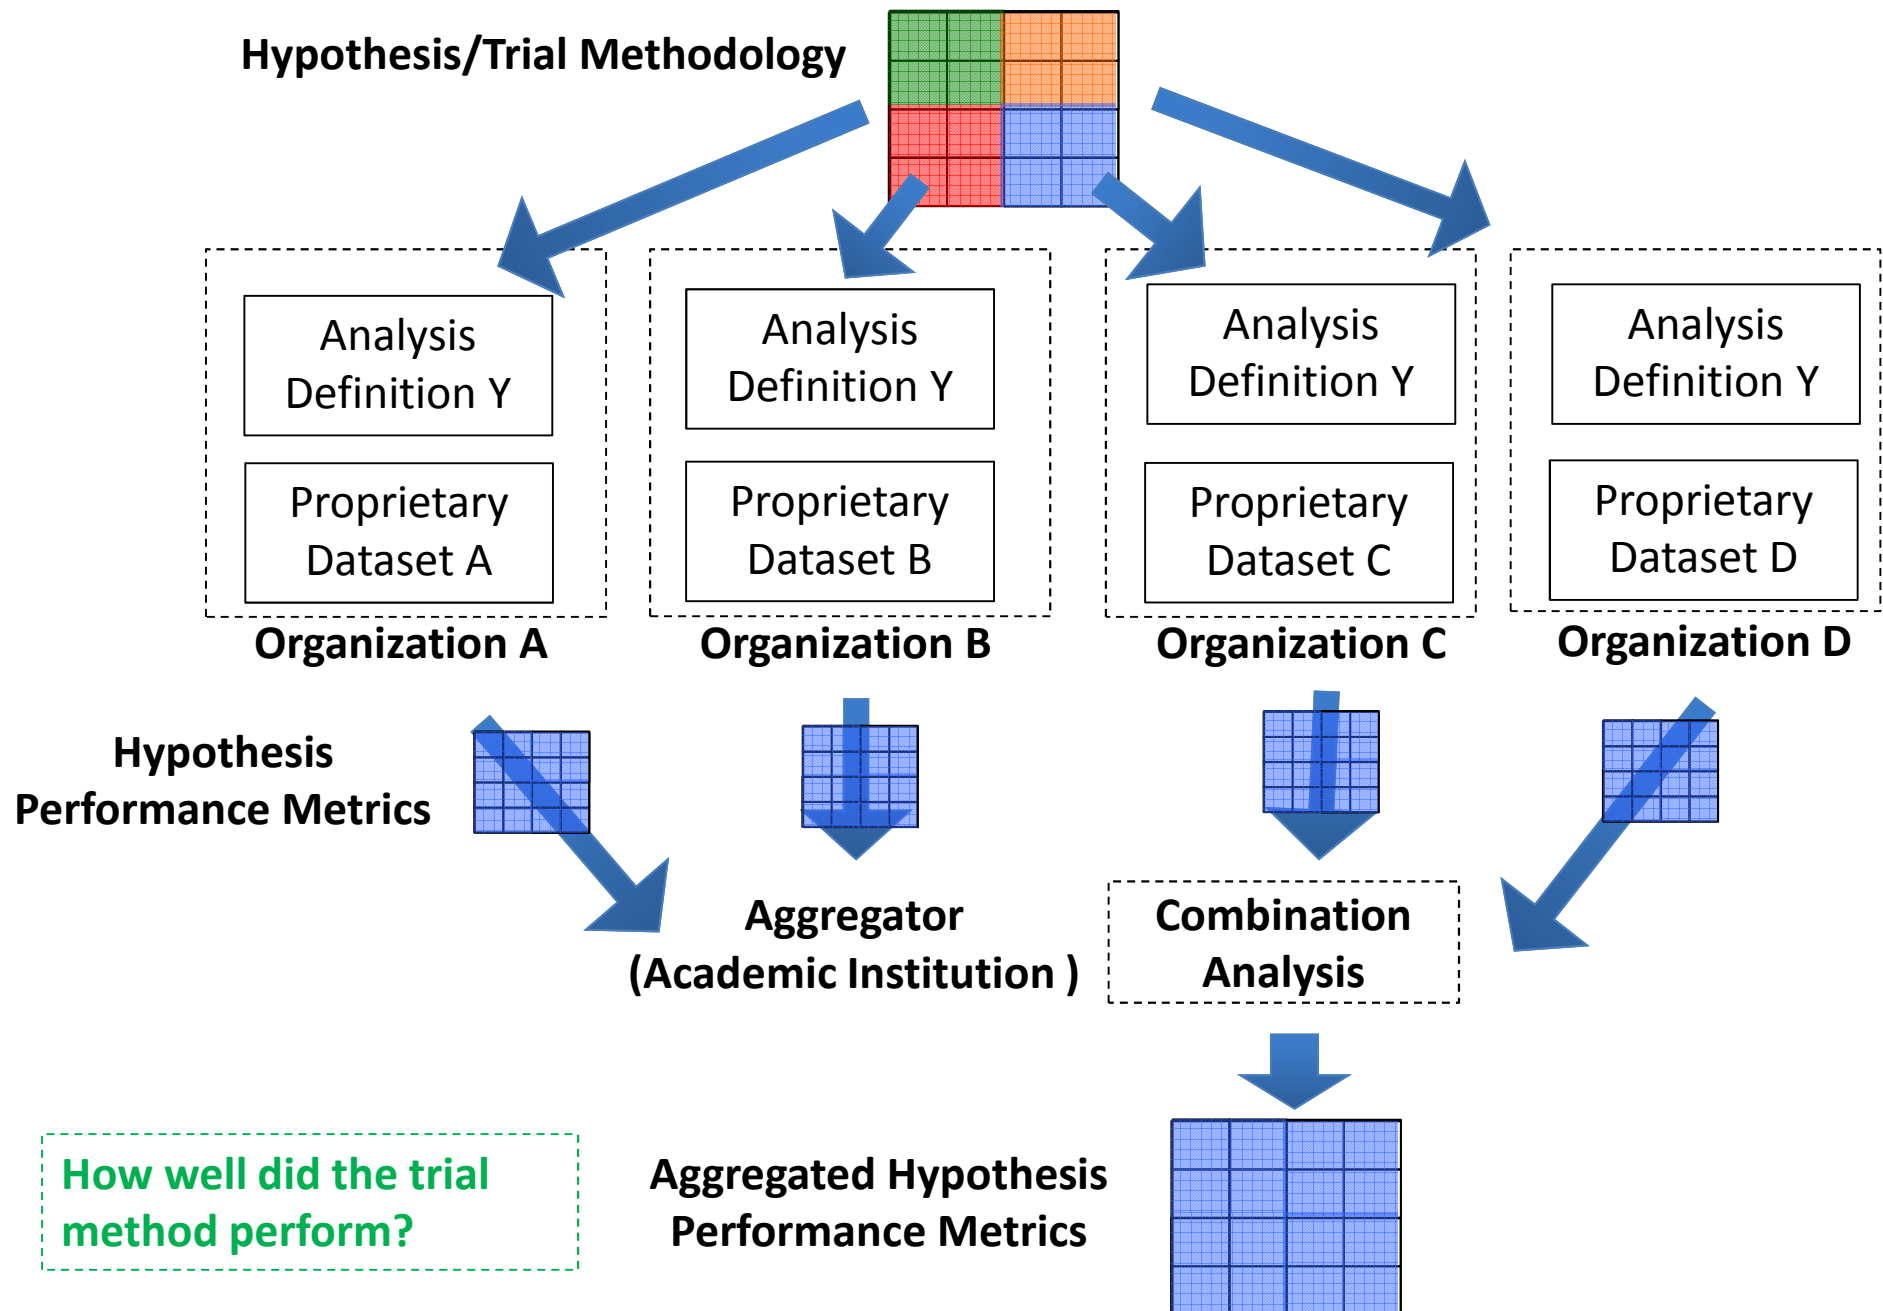 Hypothesis/Trial Methodology
Analysis
Definition Y
Proprietary
Dataset A
Organization A
Analysis
Definition Y
Proprietary
Dataset B
Organization B
Analysis
Definition Y
Proprietary
Dataset C
Organization C
Analysis
Definition Y
Proprietary
Dataset D
Organization D
Hypothesis
Performance Metrics
Aggregator
(Academic Institution )
Combination
Analysis
How well did the trial
method perform?
Aggregated Hypothesis
Performance Metrics